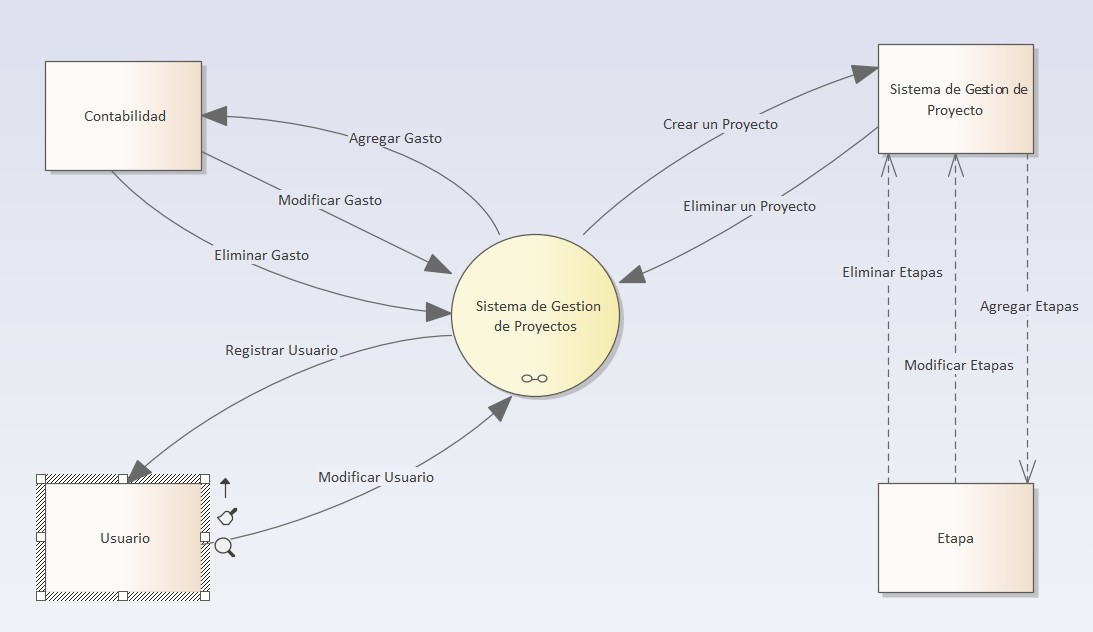 Contabilidad
Agregar Gasto
Modificar Gasto
Eliminar Gasto
Sistema de Gestion de
Proyecto
Crear un Proyecto
Eliminar un Proyecto
Sistema de Gestion
de Proyectos
Registrar Usuario
Modificar Usuario
Usuario
Eliminar Etapas
Agregar Etapas
Modificar Etapas
Etapa